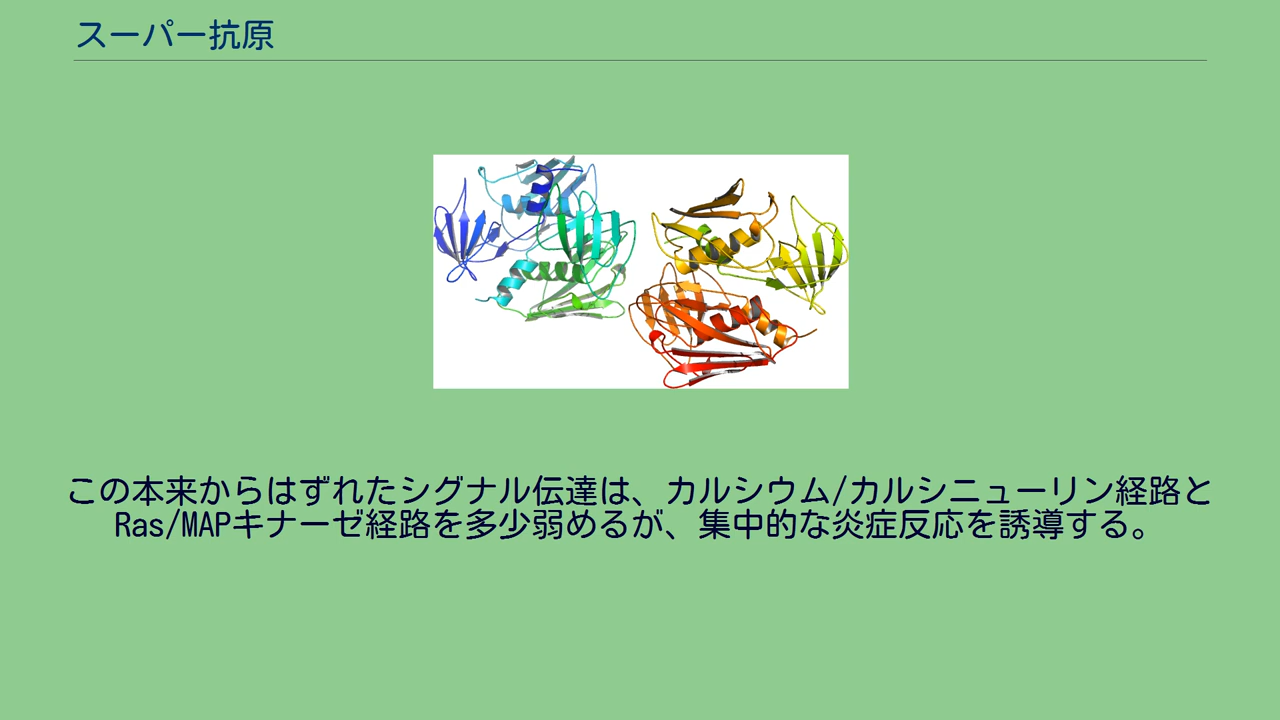 スーパー抗原
この本来からはずれたシグナル伝達は、カルシウム/カルシニューリン経路と
Ras/MAPキナーゼ経路を多少弱めるが、集中的な炎症反応を誘導する。